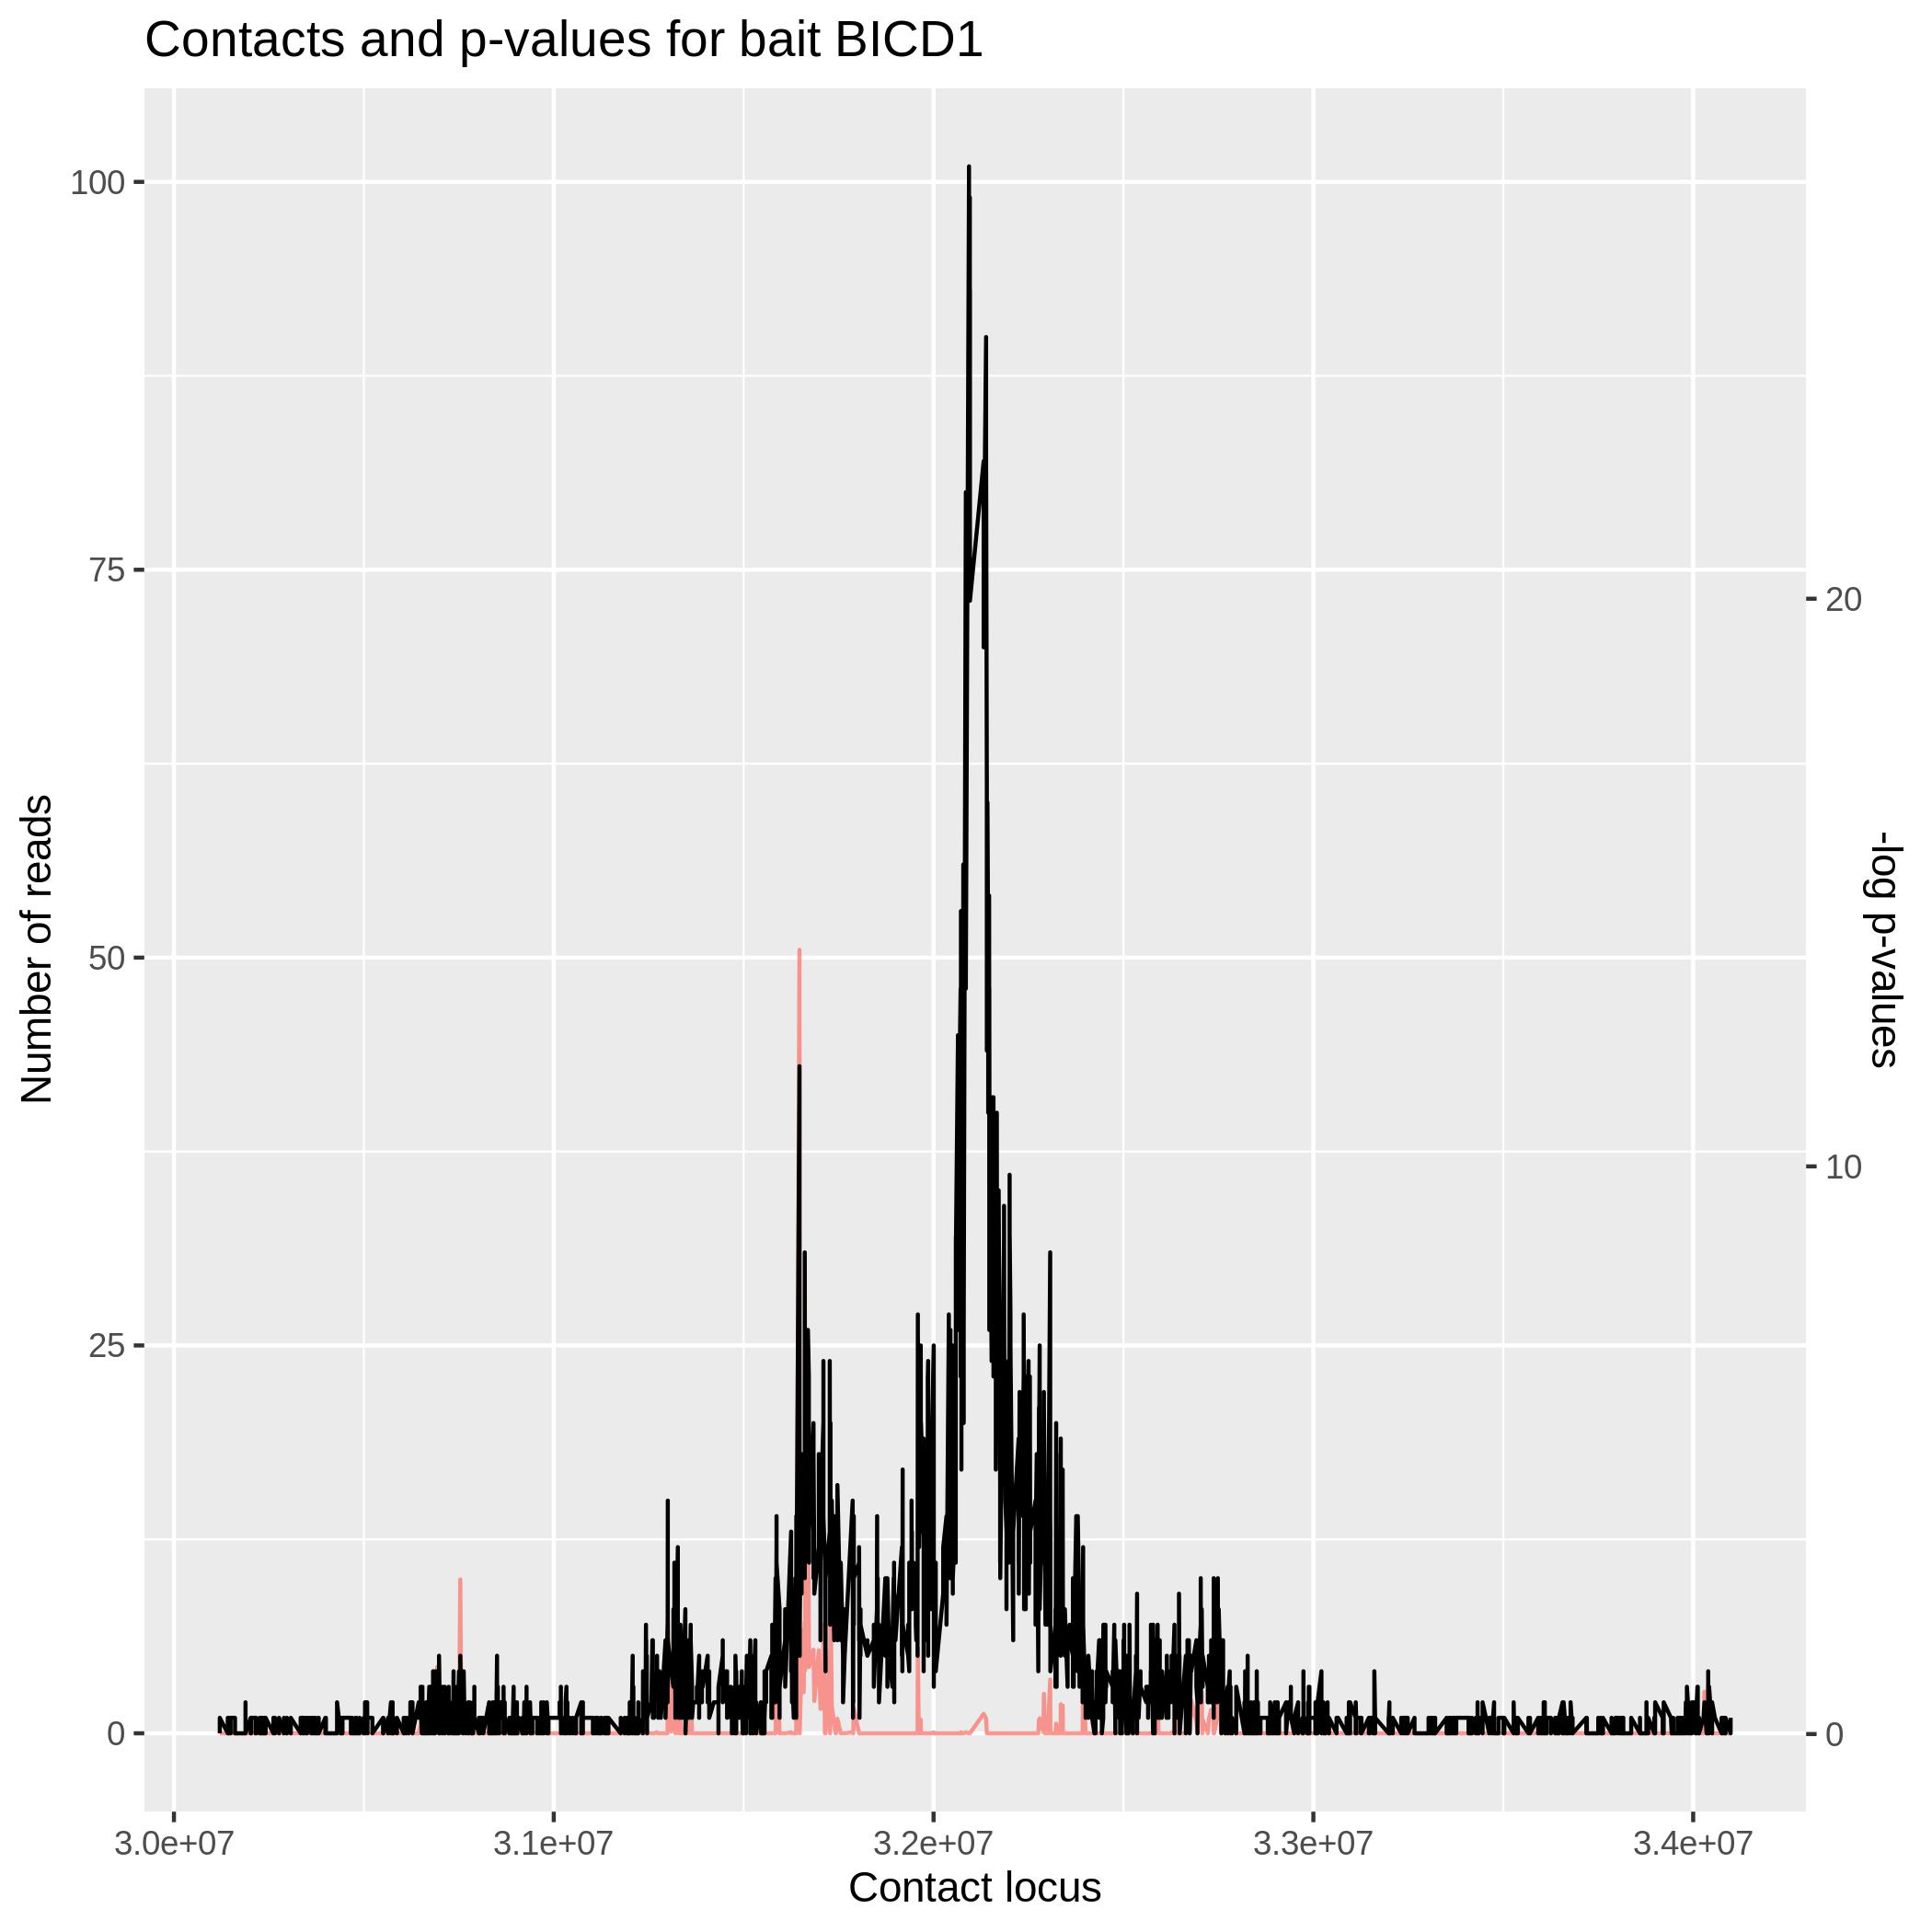 Contacts and p-values for bait BICD1
100
75
50
25
0
Number of reads
20
10
0
-log p-values
3.0e+07
3.1e+07
3.2e+07
3.3e+07
3.4e+07
Contact locus